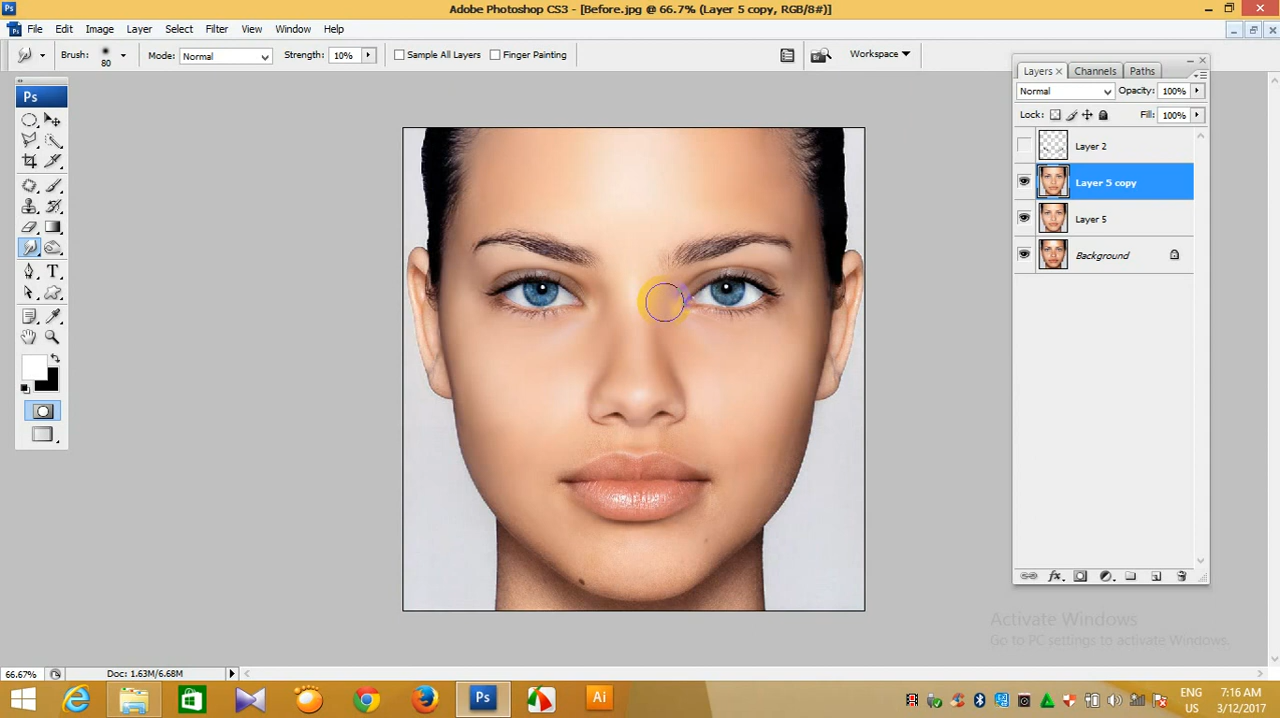 Ps Adobe Photoshop CS3 - [Before.jpg @ 66.7% (Layer 5 copy, RGB/8#)]
File Edit Image Layer Select Filter View Window Help
Brush: 80 Mode: Normal Strength: 10% Sample All Layers Finger Painting Workspace
Ps
Layers Channels Paths
Normal Opacity: 100%
Lock: Fill: 100%
Layer 2
Layer 5 copy
Layer 5
Background
T
fx
Activate Windows
Go to PC settings to activate Windows.
66.67% Doc: 1.63M/6.68M
Ps Ai
ENG 7:16 AM
US 3/12/2017